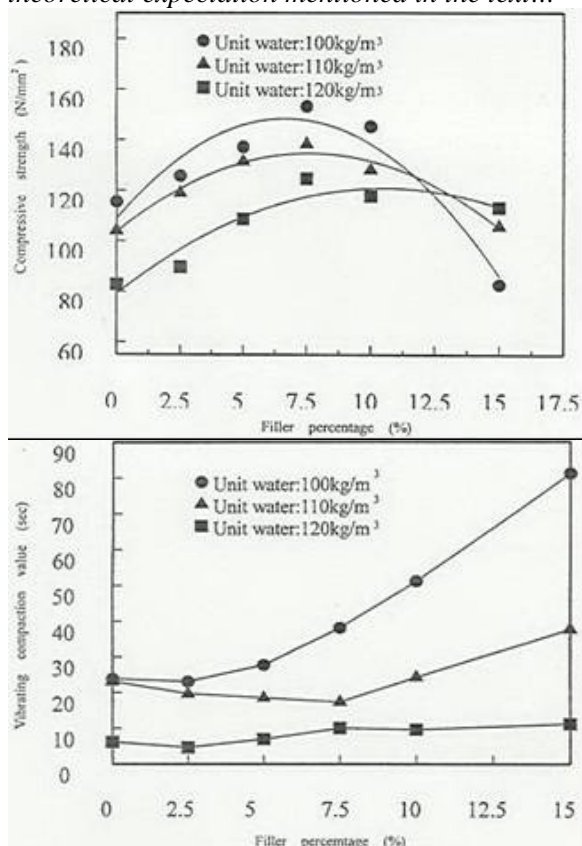 theoretical expectation mentioned in the
Compressive strength (N/mm²)
180
160
140
120
100
80
60
Unit water:100kg/m³
Unit water:110kg/m³
Unit water:120kg/m³
0 2.5 5 7.5 10 12.5 15 17.5
Filler percentage (%)
Vibrating compaction value (sec)
90
80
70
60
50
40
30
20
10
0
Unit water:100kg/m³
Unit water:110kg/m³
Unit water:120kg/m³
0 2.5 5 7.5 10 12.5 15
Filler percemtage (%)